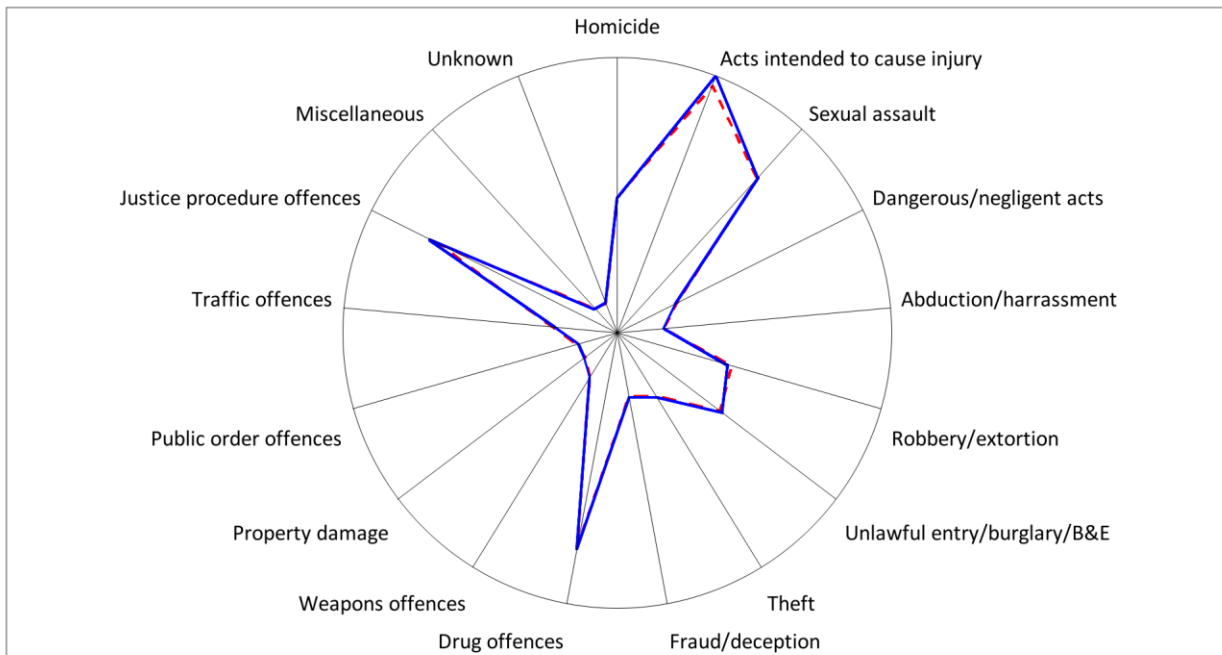 Homicide
Acts intended to cause injury
Sexual assault
Dangerous/negligent acts
Abduction/harrassment
Robbery/extortion
Unlawful entry/burglary/B&E
Theft
Fraud/deception
Drug offences
Weapons offences
Property damage
Public order offences
Traffic offences
Justice procedure offences
Miscellaneous
Unknown